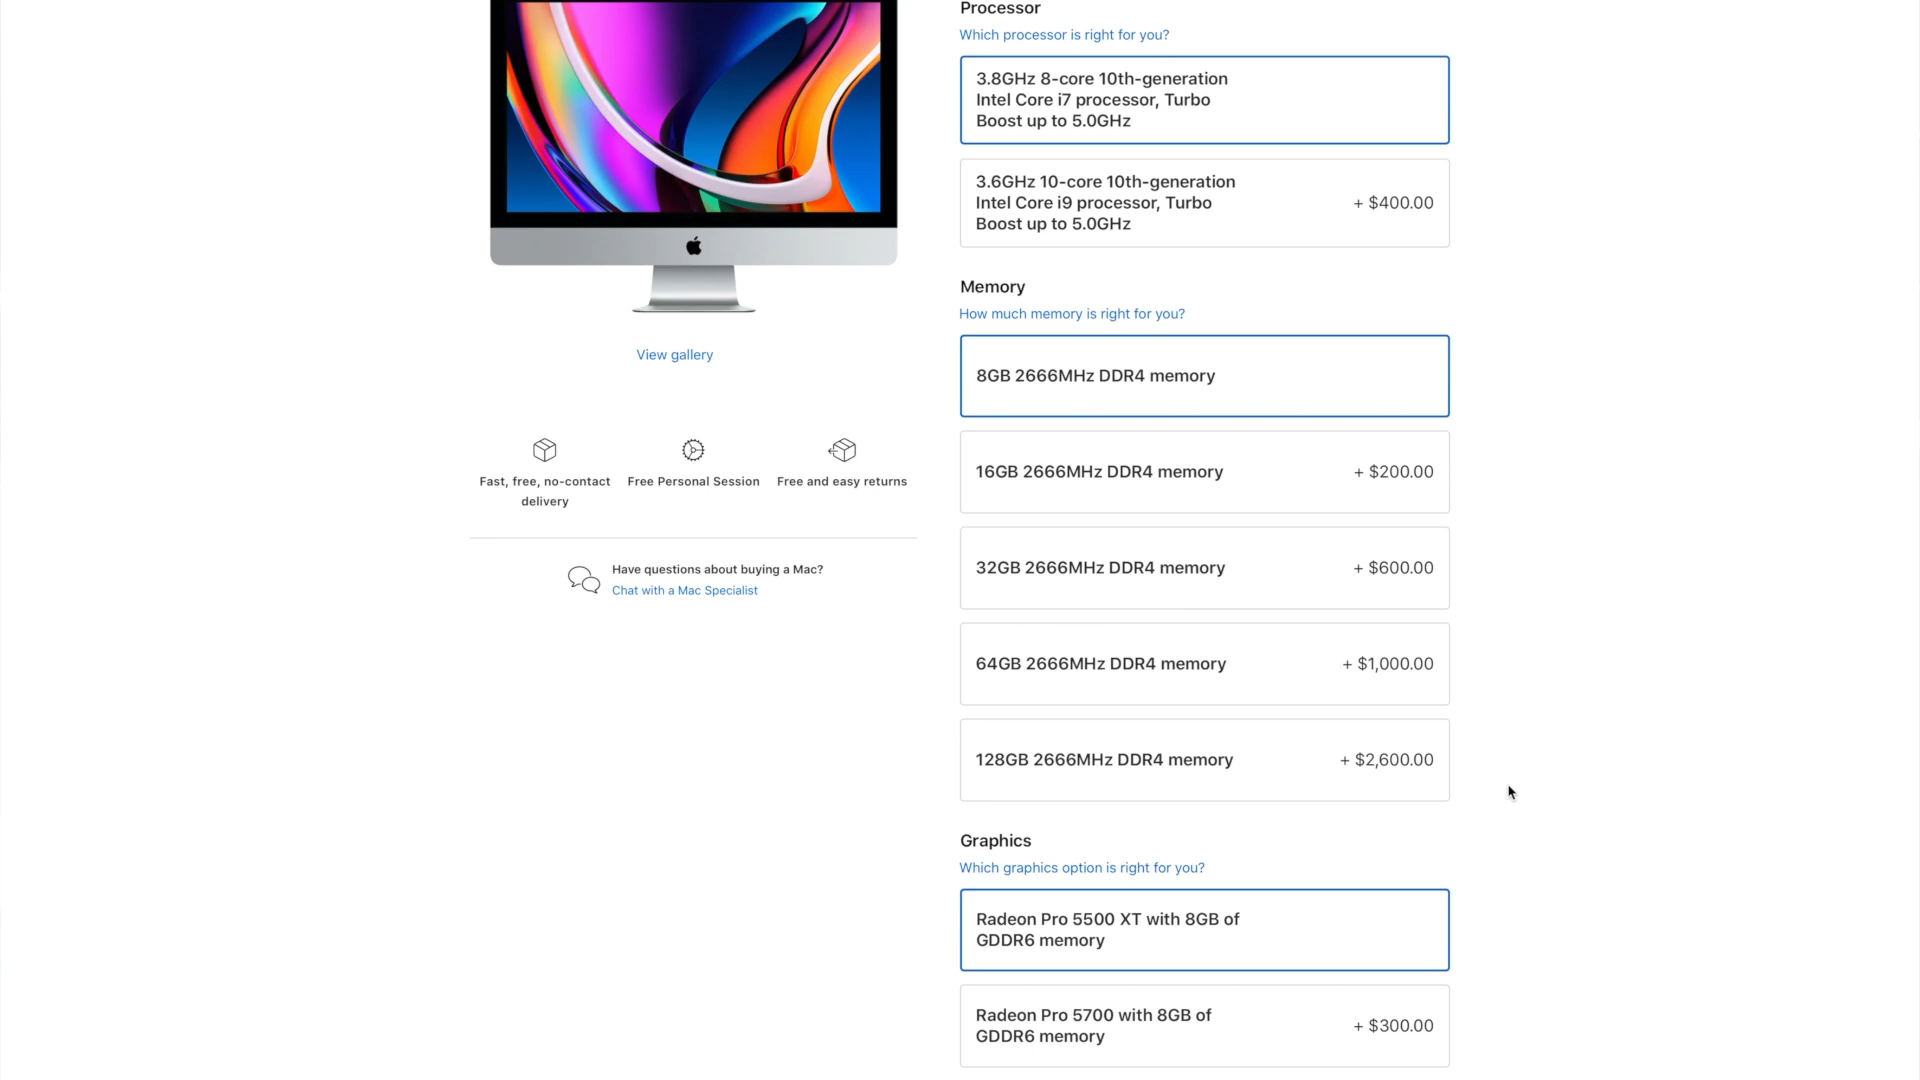 Processor
Which processor is right for you?
3.8GHz 8-core 10th-generation
Intel Core i7 processor, Turbo
Boost up to 5.0GHz
3.6GHz 10-core 10th-generation
Intel Core i9 processor, Turbo
Boost up to 5.0GHz
+ $400.00
Memory
How much memory is right for you?
View gallery
8GB 2666MHz DDR4 memory
16GB 2666MHz DDR4 memory
+ $200.00
Fast, free, no-contact
delivery
Free Personal Session
Free and easy returns
Have questions about buying a Mac?
Chat with a Mac Specialist
32GB 2666MHz DDR4 memory
+ $600.00
64GB 2666MHz DDR4 memory
+ $1,000.00
128GB 2666MHz DDR4 memory
+ $2,600.00
Graphics
Which graphics option is right for you?
Radeon Pro 5500 XT with 8GB of
GDDR6 memory
Radeon Pro 5700 with 8GB of
GDDR6 memory
+ $300.00